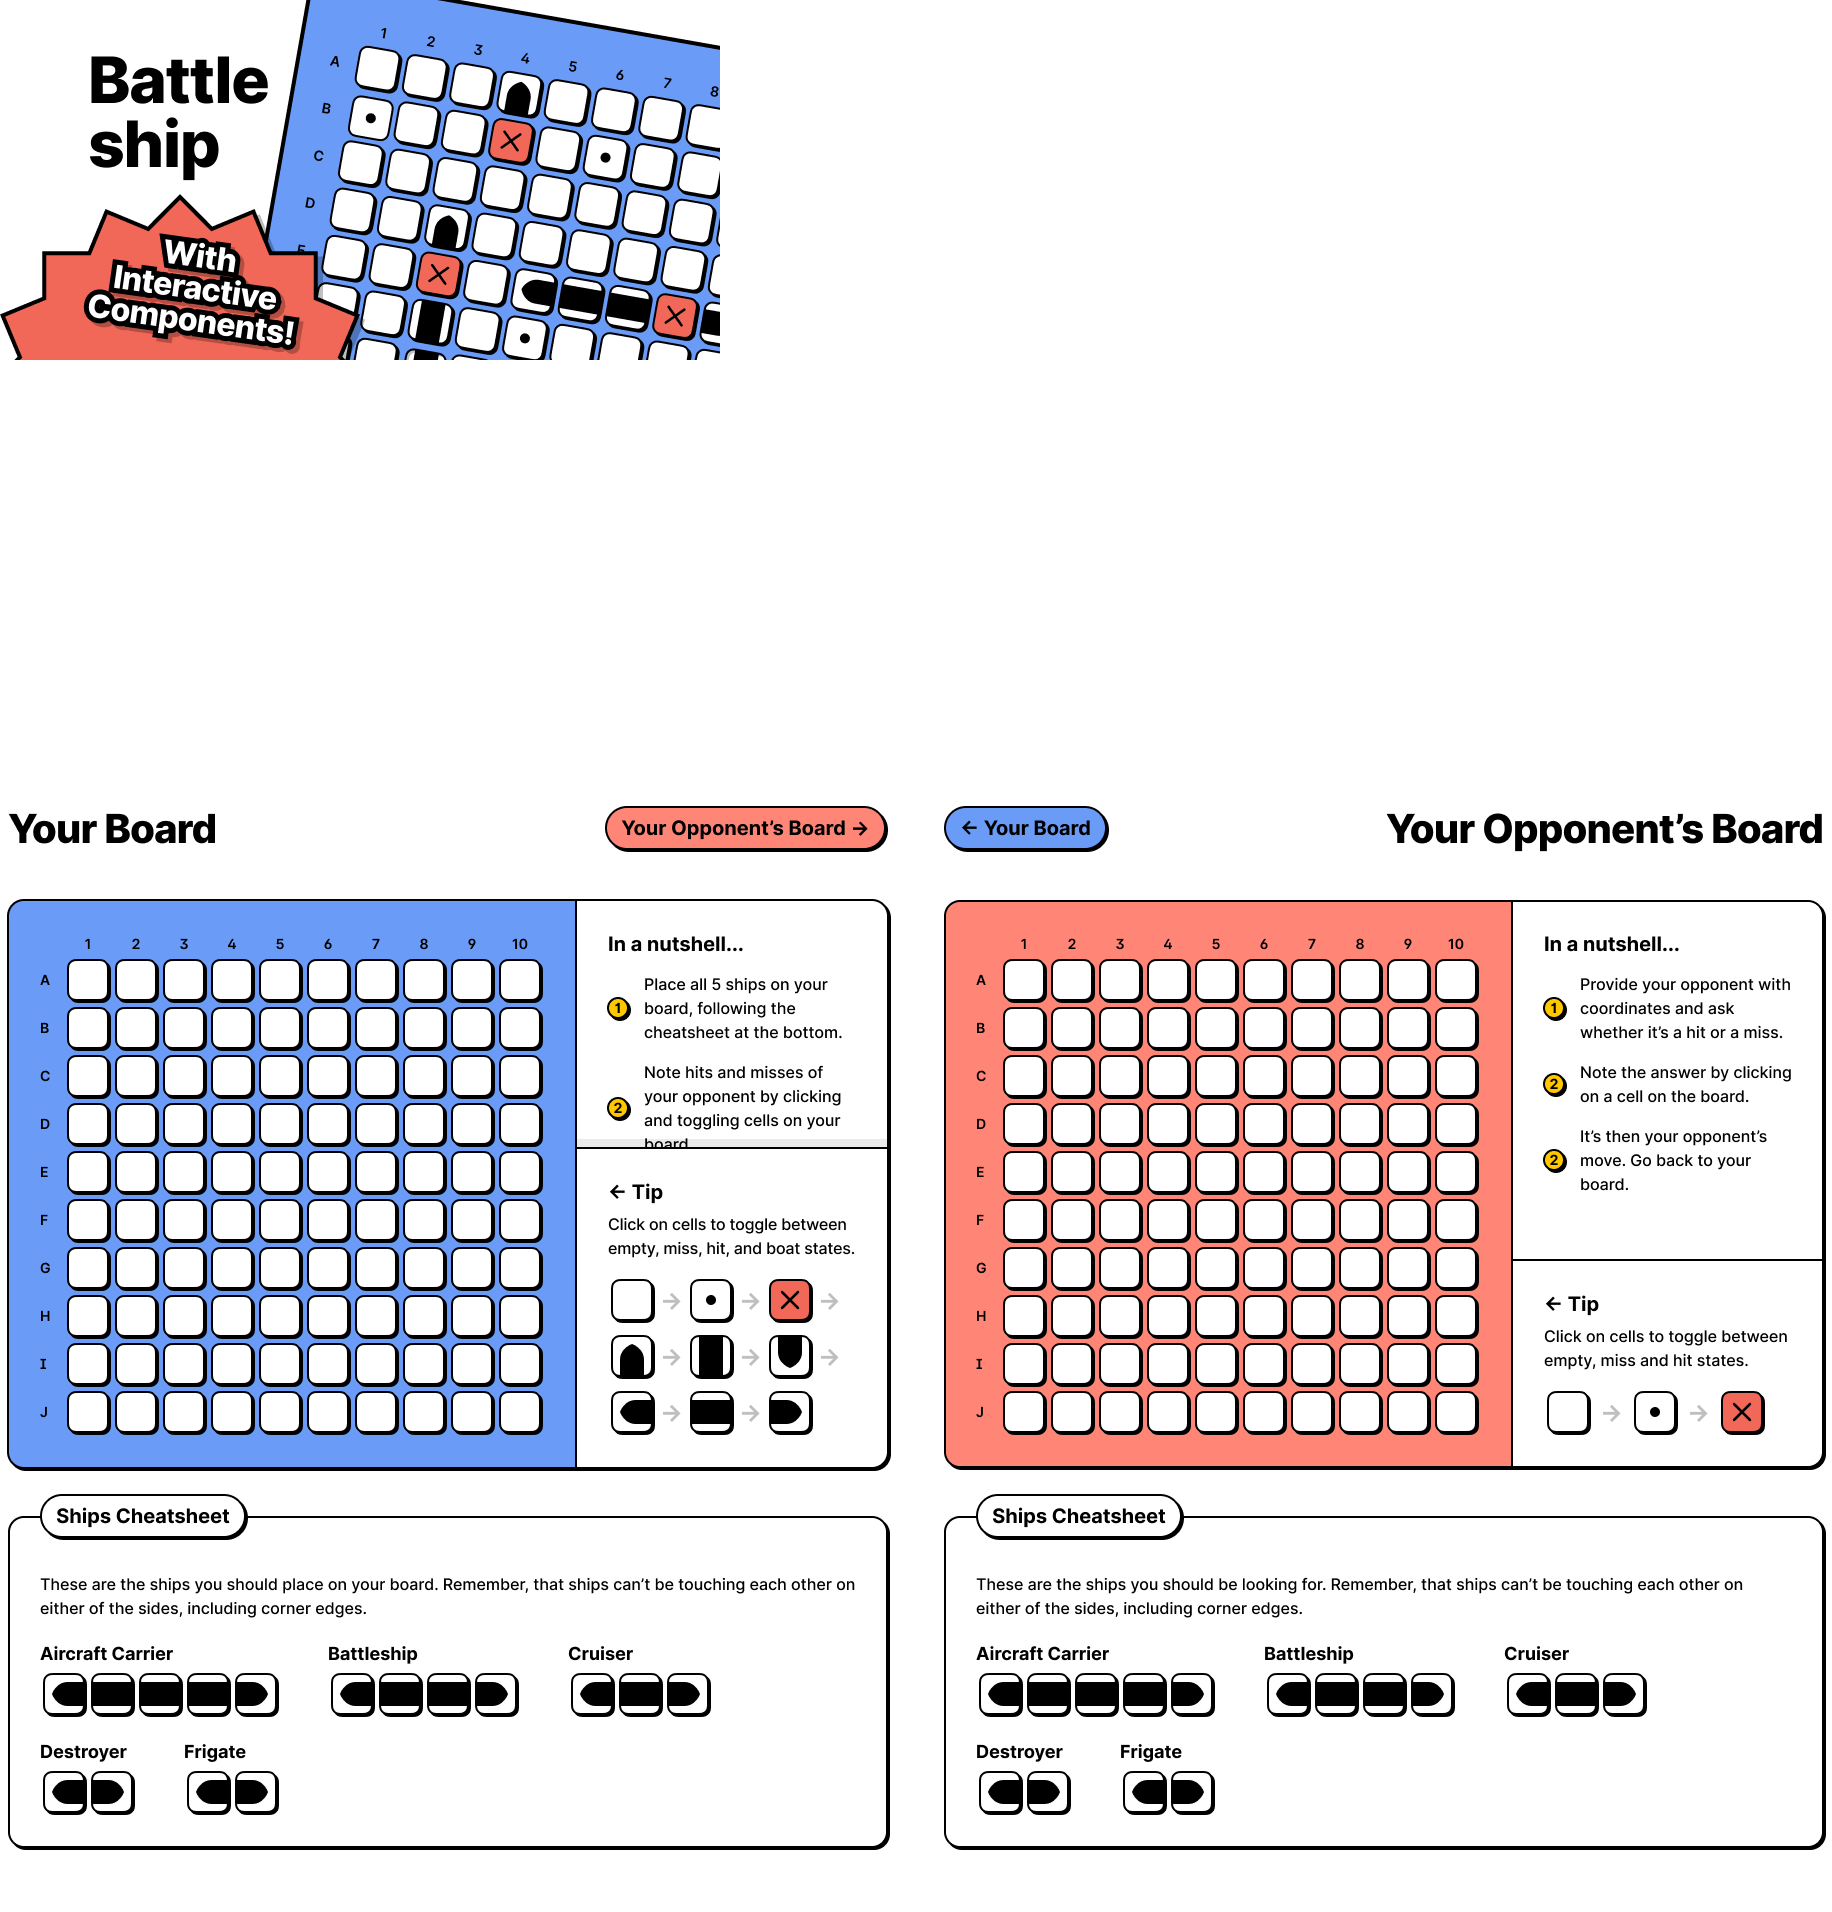 Battle
ship
With
Interactive
Components!
1 2 3 4 5 6 7 8
A
B
C
D
Your Board
Your Opponent’s Board →
1 2 3 4 5 6 7 8 9 10
A
B
C
D
E
F
G
H
I
J
In a nutshell...
1
Place all 5 ships on your
board, following the
cheatsheet at the bottom.
2
Note hits and misses of
your opponent by clicking
and toggling cells on your
board
← Tip
Click on cells to toggle between
empty, miss, hit, and boat states.
Ships Cheatsheet
These are the ships you should place on your board. Remember, that ships can’t be touching each other on
either of the sides, including corner edges.
Aircraft Carrier
Battleship
Cruiser
Destroyer
Frigate
← Your Board
Your Opponent’s Board
1 2 3 4 5 6 7 8 9 10
A
B
C
D
E
F
G
H
I
J
In a nutshell...
1
Provide your opponent with
coordinates and ask
whether it’s a hit or a miss.
2
Note the answer by clicking
on a cell on the board.
2
It’s then your opponent’s
move. Go back to your
board.
← Tip
Click on cells to toggle between
empty, miss and hit states.
Ships Cheatsheet
These are the ships you should be looking for. Remember, that ships can’t be touching each other on
either of the sides, including corner edges.
Aircraft Carrier
Battleship
Cruiser
Destroyer
Frigate